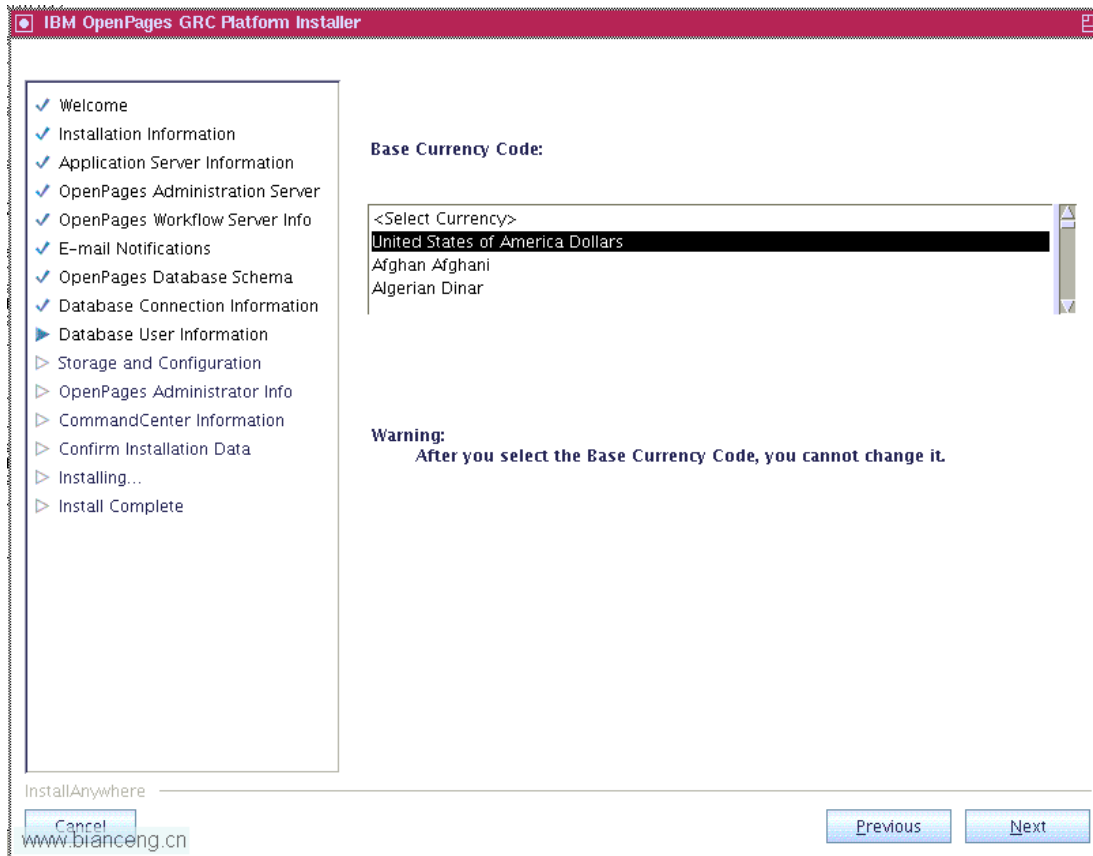 IBM OpenPages GRC Platform Installer
Welcome
Installation Information
Application Server Information
OpenPages Administration Server
OpenPages Workflow Server Info
E-mail Notifications
OpenPages Database Schema
Database Connection Information
Database User Information
Storage and Configuration
OpenPages Administrator Info
CommandCenter Information
Confirm Installation Data
Installing...
Install Complete
Base Currency Code:
<Select Currency>
United States of America Dollars
Afghan Afghani
Algerian Dinar
Warning:
After you select the Base Currency Code, you cannot change it.
InstallAnywhere
Cancel
Previous
Next
www.bianceng.cn